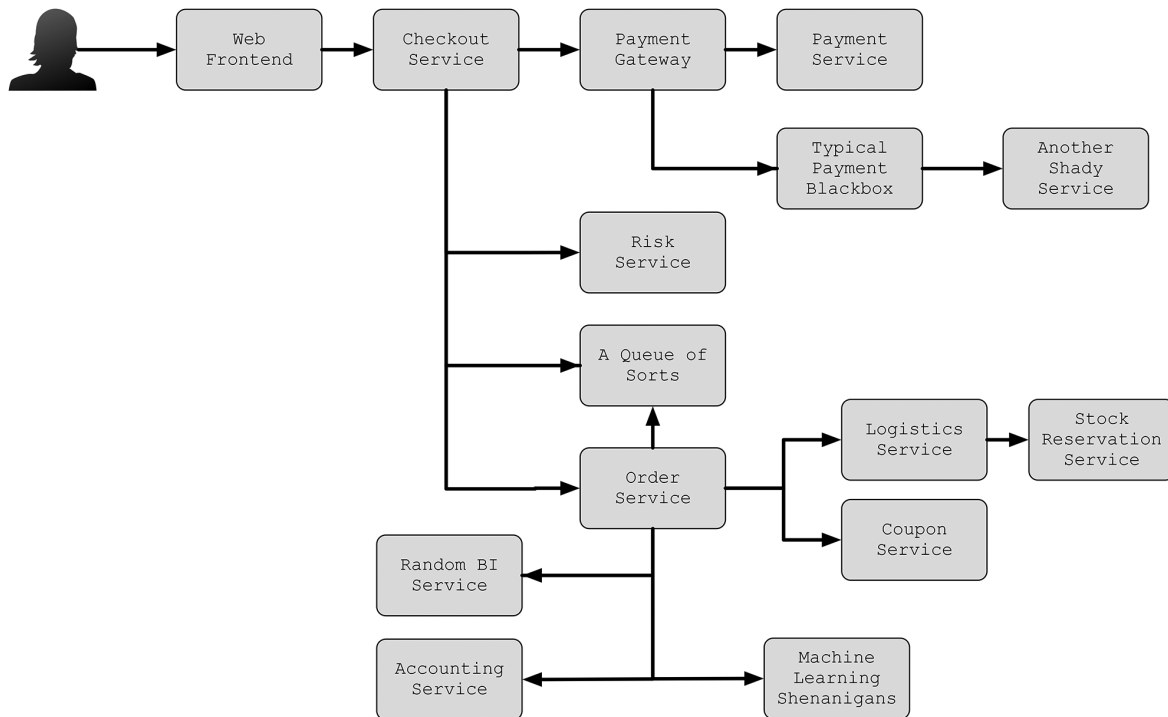 Web
Frontend
Checkout
Service
Payment
Gateway
Payment
Service
Typical
Payment
Blackbox
Another
Shady
Service
Risk
Service
A Queue of
Sorts
Order
Service
Logistics
Service
Stock
Reservation
Service
Coupon
Service
Random BI
Service
Accounting
Service
Machine
Learning
Shenanigans